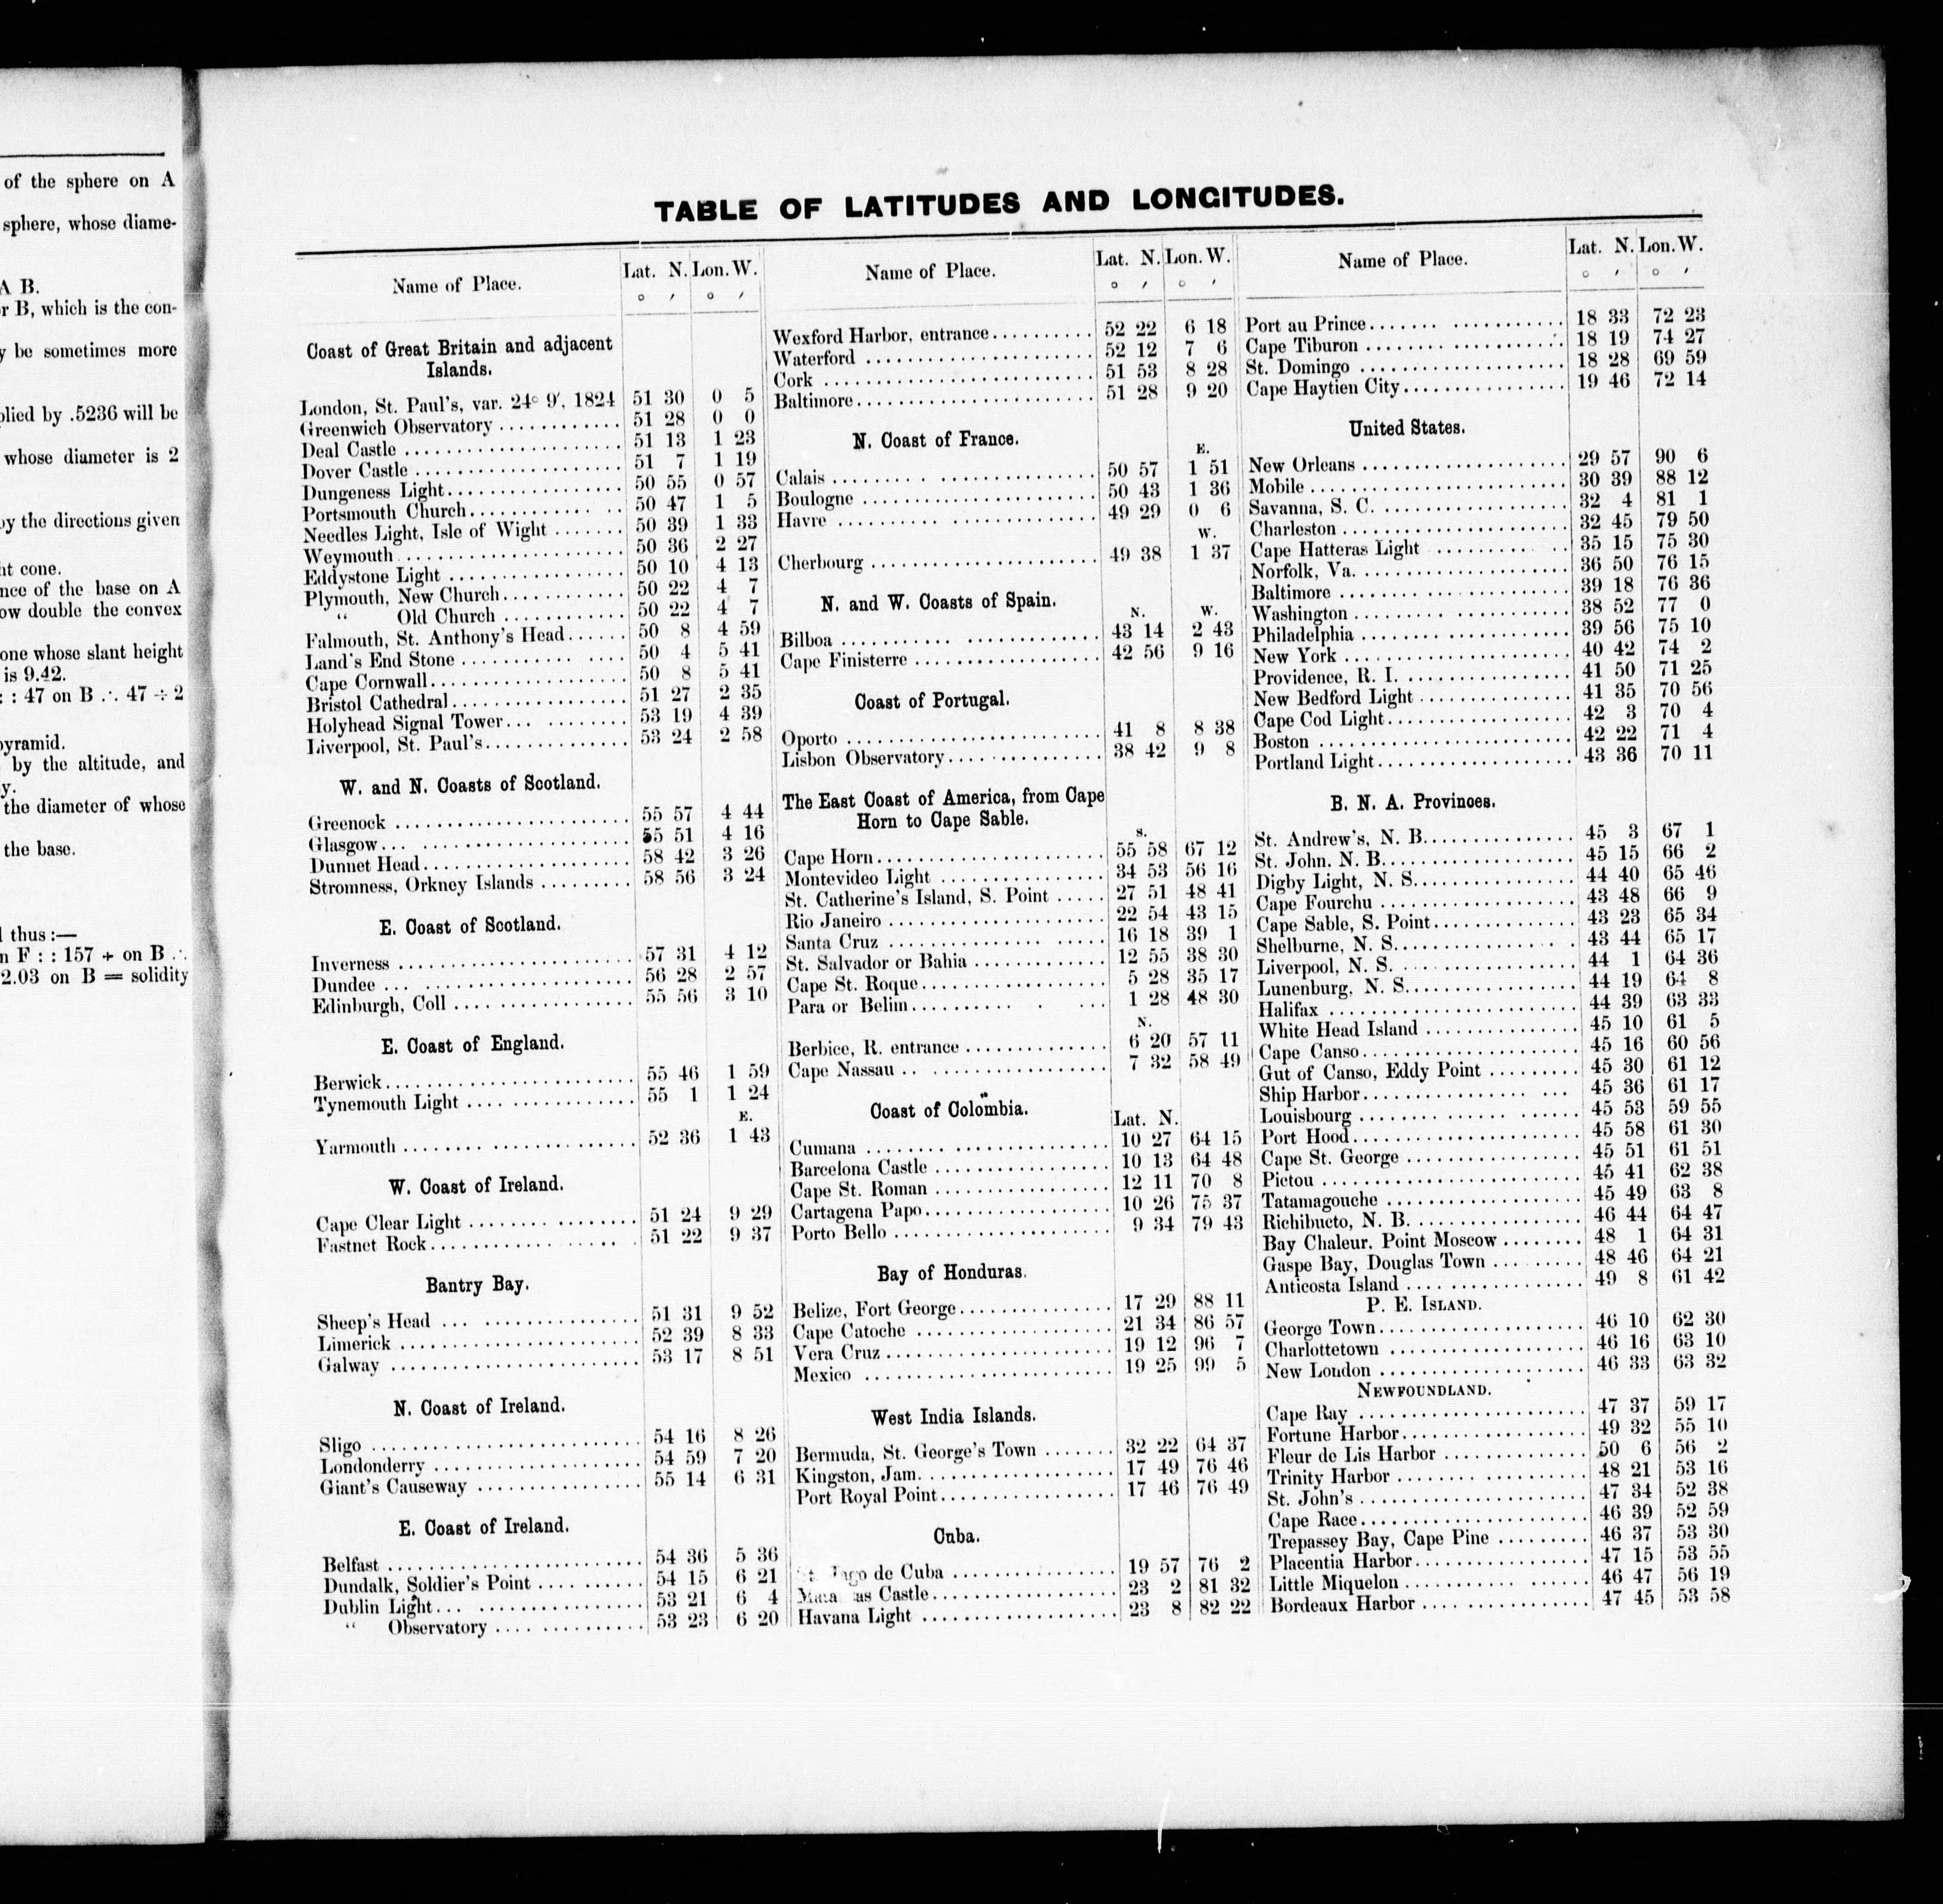 of the sphere on A
sphere, whose diame-
A B.
r B, which is the con-
y be sometimes more
plied by .5236 will be
whose diameter is 2
by the directions given
ht cone.
nce of the base on A
ow double the convex
one whose slant height
is 9.42.
: : 47 on B ∴ 47 ÷ 2
pyramid.
by the altitude, and
y.
the diameter of whose
the base.
l thus :—
n F : : 157 + on B ∴
2.03 on B = solidity
TABLE OF LATITUDES AND LONGITUDES.
Name of Place. Lat. N. Lon. W.
° ′ ° ′
Coast of Great Britain and adjacent
Islands.
London, St. Paul's, var. 24° 9′, 1824 51 30 0 5
Greenwich Observatory 51 28 0 0
Deal Castle 51 13 1 23
Dover Castle 51 7 1 19
Dungeness Light 50 55 0 57
Portsmouth Church 50 47 1 5
Needles Light, Isle of Wight 50 39 1 33
Weymouth 50 36 2 27
Eddystone Light 50 10 4 13
Plymouth, New Church 50 22 4 7
“ Old Church 50 22 4 7
Falmouth, St. Anthony's Head 50 8 4 59
Land's End Stone 50 4 5 41
Cape Cornwall 50 8 5 41
Bristol Cathedral 51 27 2 35
Holyhead Signal Tower 53 19 4 39
Liverpool, St. Paul's 53 24 2 58
W. and N. Coasts of Scotland.
Greenock 55 57 4 44
Glasgow 55 51 4 16
Dunnet Head 58 42 3 26
Stromness, Orkney Islands 58 56 3 24
E. Coast of Scotland.
Inverness 57 31 4 12
Dundee 56 28 2 57
Edinburgh, Coll 55 56 3 10
E. Coast of England.
Berwick 55 46 1 59
Tynemouth Light 55 1 1 24
E.
Yarmouth 52 36 1 43
W. Coast of Ireland.
Cape Clear Light 51 24 9 29
Fastnet Rock 51 22 9 37
Bantry Bay.
Sheep's Head 51 31 9 52
Limerick 52 39 8 33
Galway 53 17 8 51
N. Coast of Ireland.
Sligo 54 16 8 26
Londonderry 54 59 7 20
Giant's Causeway 55 14 6 31
E. Coast of Ireland.
Belfast 54 36 5 36
Dundalk, Soldier's Point 54 15 6 21
Dublin Light 53 21 6 4
“ Observatory 53 23 6 20
Name of Place. Lat. N. Lon. W.
° ′ ° ′
Wexford Harbor, entrance 52 22 6 18
Waterford 52 12 7 6
Cork 51 53 8 28
Baltimore 51 28 9 20
N. Coast of France.
E.
Calais 50 57 1 51
Boulogne 50 43 1 36
Havre 49 29 0 6
W.
Cherbourg 49 38 1 37
N. and W. Coasts of Spain.
N. W.
Bilboa 43 14 2 43
Cape Finisterre 42 56 9 16
Coast of Portugal.
Oporto 41 8 8 38
Lisbon Observatory 38 42 9 8
The East Coast of America, from Cape
Horn to Cape Sable.
S.
Cape Horn 55 58 67 12
Montevideo Light 34 53 56 16
St. Catherine's Island, S. Point 27 51 48 41
Rio Janeiro 22 54 43 15
Santa Cruz 16 18 39 1
St. Salvador or Bahia 12 55 38 30
Cape St. Roque 5 28 35 17
Para or Belim 1 28 48 30
N.
Berbice, R. entrance 6 20 57 11
Cape Nassau 7 32 58 49
Coast of Colombia.
Lat. N.
Cumana 10 27 64 15
Barcelona Castle 10 13 64 48
Cape St. Roman 12 11 70 8
Cartagena Papo 10 26 75 37
Porto Bello 9 34 79 43
Bay of Honduras.
Belize, Fort George 17 29 88 11
Cape Catoche 21 34 86 57
Vera Cruz 19 12 96 7
Mexico 19 25 99 5
West India Islands.
Bermuda, St. George's Town 32 22 64 37
Kingston, Jam. 17 49 76 46
Port Royal Point 17 46 76 49
Cuba.
de Cuba 19 57 76 2
Castle 23 2 81 32
Havana Light 23 8 82 22
Name of Place. Lat. N. Lon. W.
° ′ ° ′
Port au Prince 18 33 72 23
Cape Tiburon 18 19 74 27
St. Domingo 18 28 69 59
Cape Haytien City 19 46 72 14
United States.
New Orleans 29 57 90 6
Mobile 30 39 88 12
Savanna, S. C. 32 4 81 1
Charleston 32 45 79 50
Cape Hatteras Light 35 15 75 30
Norfolk, Va. 36 50 76 15
Baltimore 39 18 76 36
Washington 38 52 77 0
Philadelphia 39 56 75 10
New York 40 42 74 2
Providence, R. I. 41 50 71 25
New Bedford Light 41 35 70 56
Cape Cod Light 42 3 70 4
Boston 42 22 71 4
Portland Light 43 36 70 11
B. N. A. Provinces.
St. Andrew's, N. B. 45 3 67 1
St. John. N. B. 45 15 66 2
Digby Light, N. S. 44 40 65 46
Cape Fourchu 43 48 66 9
Cape Sable, S. Point 43 23 65 34
Shelburne, N. S. 43 44 65 17
Liverpool, N. S. 44 1 64 36
Lunenburg, N. S. 44 19 64 8
Halifax 44 39 63 33
White Head Island 45 10 61 5
Cape Canso 45 16 60 56
Gut of Canso, Eddy Point 45 30 61 12
Ship Harbor 45 36 61 17
Louisbourg 45 53 59 55
Port Hood 45 58 61 30
Cape St. George 45 51 61 51
Pictou 45 41 62 38
Tatamagouche 45 49 63 8
Richibucto, N. B. 46 44 64 47
Bay Chaleur, Point Moscow 48 1 64 31
Gaspe Bay, Douglas Town 48 46 64 21
Anticosta Island 49 8 61 42
P. E. ISLAND.
George Town 46 10 62 30
Charlottetown 46 16 63 10
New London 46 33 63 32
NEWFOUNDLAND.
Cape Ray 47 37 59 17
Fortune Harbor 49 32 55 10
Fleur de Lis Harbor 50 6 56 2
Trinity Harbor 48 21 53 16
St. John's 47 34 52 38
Cape Race 46 39 52 59
Trepassey Bay, Cape Pine 46 37 53 30
Placentia Harbor 47 15 53 55
Little Miquelon 46 47 56 19
Bordeaux Harbor 47 45 53 58